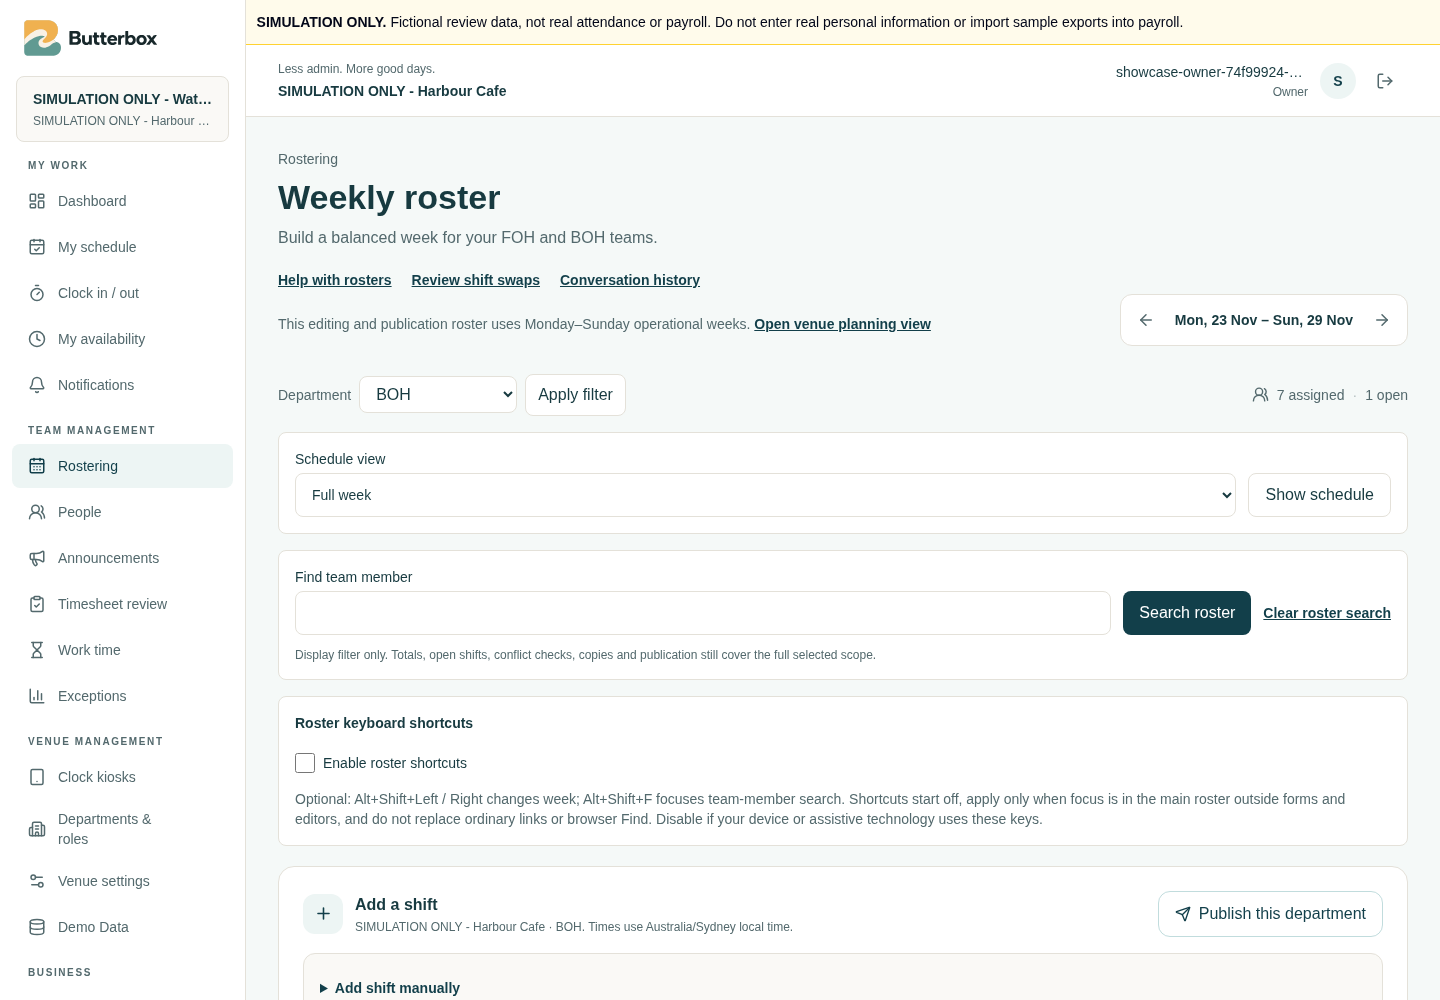 Butterbox
SIMULATION ONLY - Wat…
SIMULATION ONLY - Harbour …
MY WORK
Dashboard
My schedule
Clock in / out
My availability
Notifications
TEAM MANAGEMENT
Rostering
People
Announcements
Timesheet review
Work time
Exceptions
VENUE MANAGEMENT
Clock kiosks
Departments &
roles
Venue settings
Demo Data
BUSINESS
SIMULATION ONLY. Fictional review data, not real attendance or payroll. Do not enter real personal information or import sample exports into payroll.
Less admin. More good days.
SIMULATION ONLY - Harbour Cafe
showcase-owner-74f99924-…
Owner
S
Rostering
Weekly roster
Build a balanced week for your FOH and BOH teams.
Help with rosters Review shift swaps Conversation history
This editing and publication roster uses Monday–Sunday operational weeks. Open venue planning view
Mon, 23 Nov – Sun, 29 Nov
Department BOH Apply filter
7 assigned · 1 open
Schedule view
Full week
Show schedule
Find team member
Search roster
Clear roster search
Display filter only. Totals, open shifts, conflict checks, copies and publication still cover the full selected scope.
Roster keyboard shortcuts
Enable roster shortcuts
Optional: Alt+Shift+Left / Right changes week; Alt+Shift+F focuses team-member search. Shortcuts start off, apply only when focus is in the main roster outside forms and
editors, and do not replace ordinary links or browser Find. Disable if your device or assistive technology uses these keys.
Add a shift
SIMULATION ONLY - Harbour Cafe · BOH. Times use Australia/Sydney local time.
Publish this department
Add shift manually